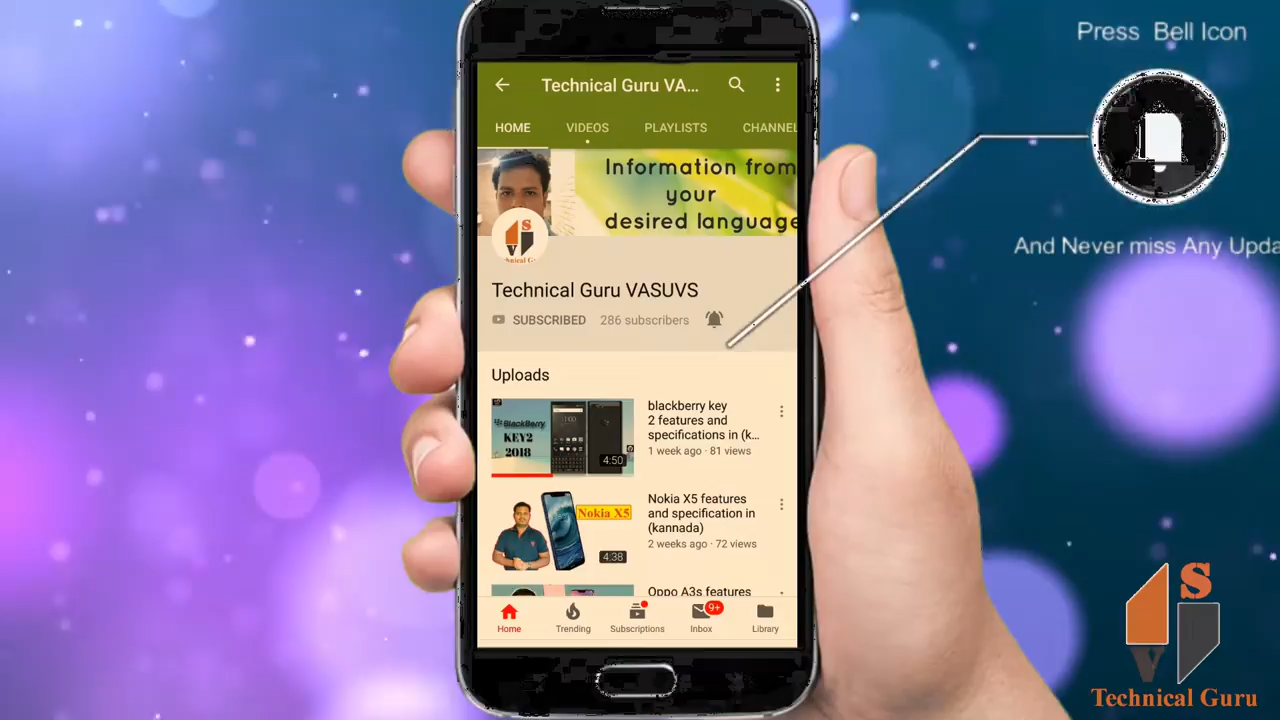 Press Bell Icon
And Never miss Any Upda
Technical Guru VA...
HOME VIDEOS PLAYLISTS CHANNEL
Information from
your
desired language
Technical Guru VASUVS
SUBSCRIBED 286 subscribers
Uploads
BlackBerry
KEY2
2018
4:50
blackberry key
2 features and
specifications in (k...
1 week ago · 81 views
Nokia X5
4:38
Nokia X5 features
and specification in
(kannada)
2 weeks ago · 72 views
Oppo A3s features
9+
Home Trending Subscriptions Inbox Library
S
V
Technical Guru